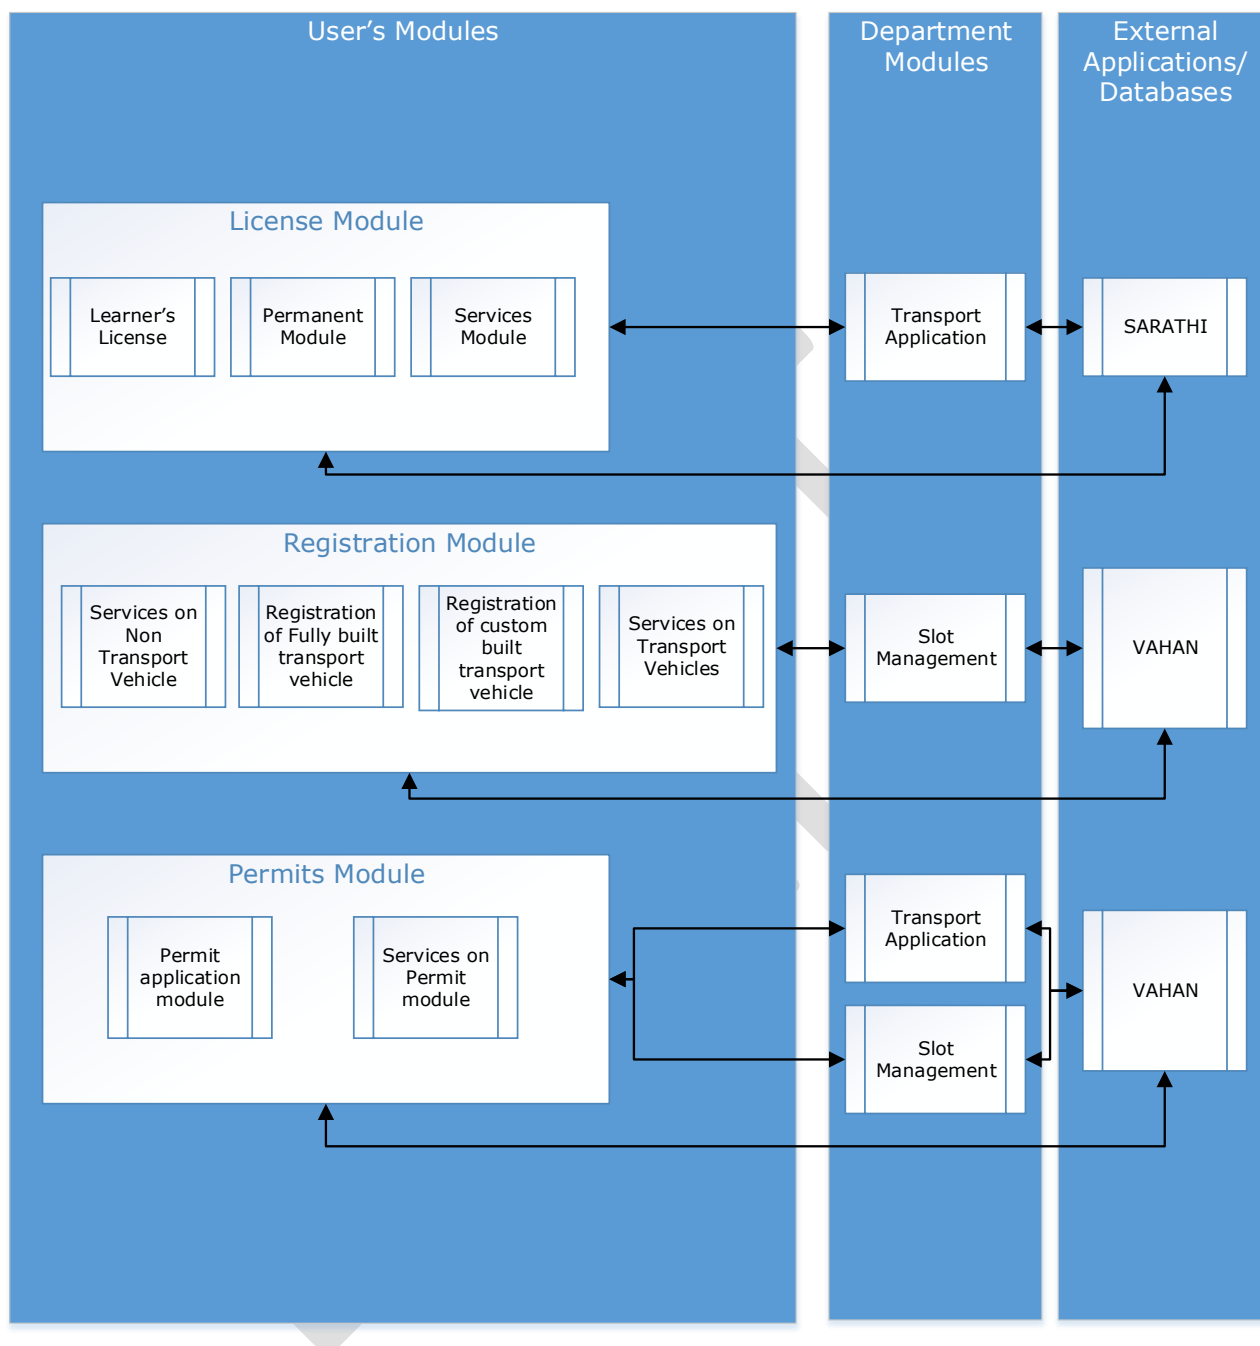 User's Modules
Department
Modules
External
Applications/
Databases
License Module
Learner's
License
Permanent
Module
Services
Module
Transport
Application
SARATHI
Registration Module
Services on
Non
Transport
Vehicle
Registration
of Fully built
transport
vehicle
Registration
of custom
built
transport
vehicle
Services on
Transport
Vehicles
Slot
Management
VAHAN
Permits Module
Permit
application
module
Services on
Permit
module
Transport
Application
Slot
Management
VAHAN